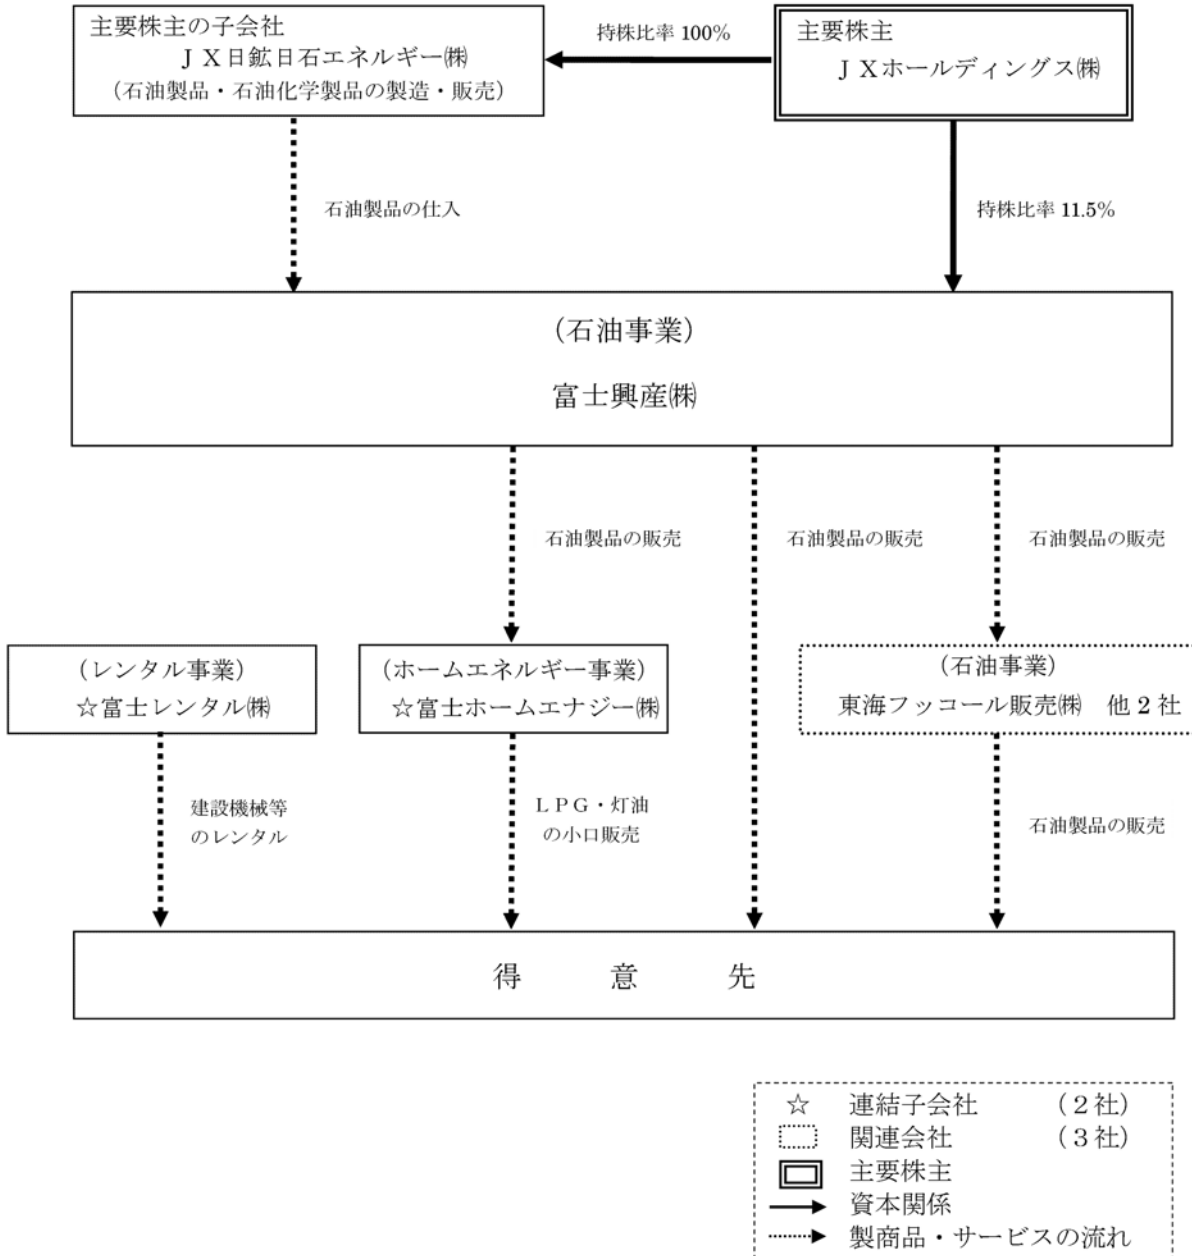 主要株主の子会社
ＪＸ日鉱日石エネルギー㈱
（石油製品・石油化学製品の製造・販売）
持株比率 100％
主要株主
ＪＸホールディングス㈱
石油製品の仕入
持株比率 11.5％
（石油事業）
富士興産㈱
石油製品の販売
石油製品の販売
石油製品の販売
（レンタル事業）
☆富士レンタル㈱
（ホームエネルギー事業）
☆富士ホームエナジー㈱
（石油事業）
東海フッコール販売㈱　他２社
建設機械等
のレンタル
ＬＰＧ・灯油
の小口販売
石油製品の販売
得　意　先
☆　連結子会社　（２社）
関連会社　（３社）
主要株主
資本関係
製商品・サービスの流れ